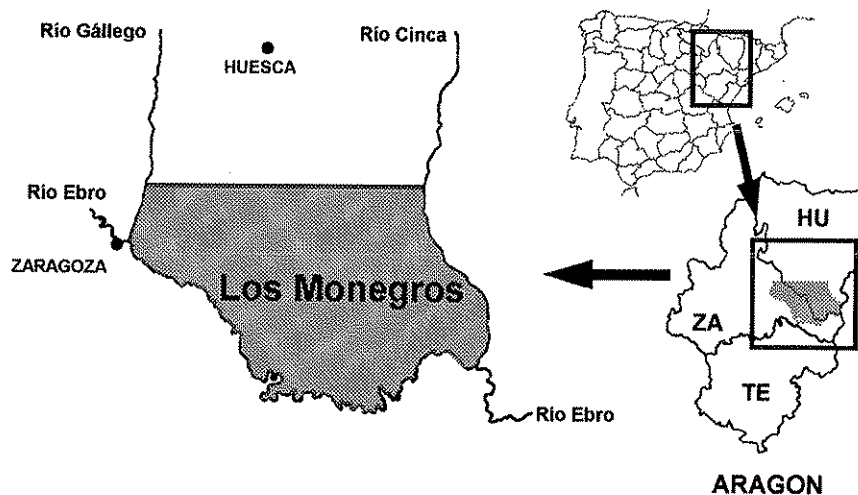 Río Gállego
HUESCA
Río Cinca
Río Ebro
ZARAGOZA
Los Monegros
Río Ebro
HU
ZA
TE
ARAGON